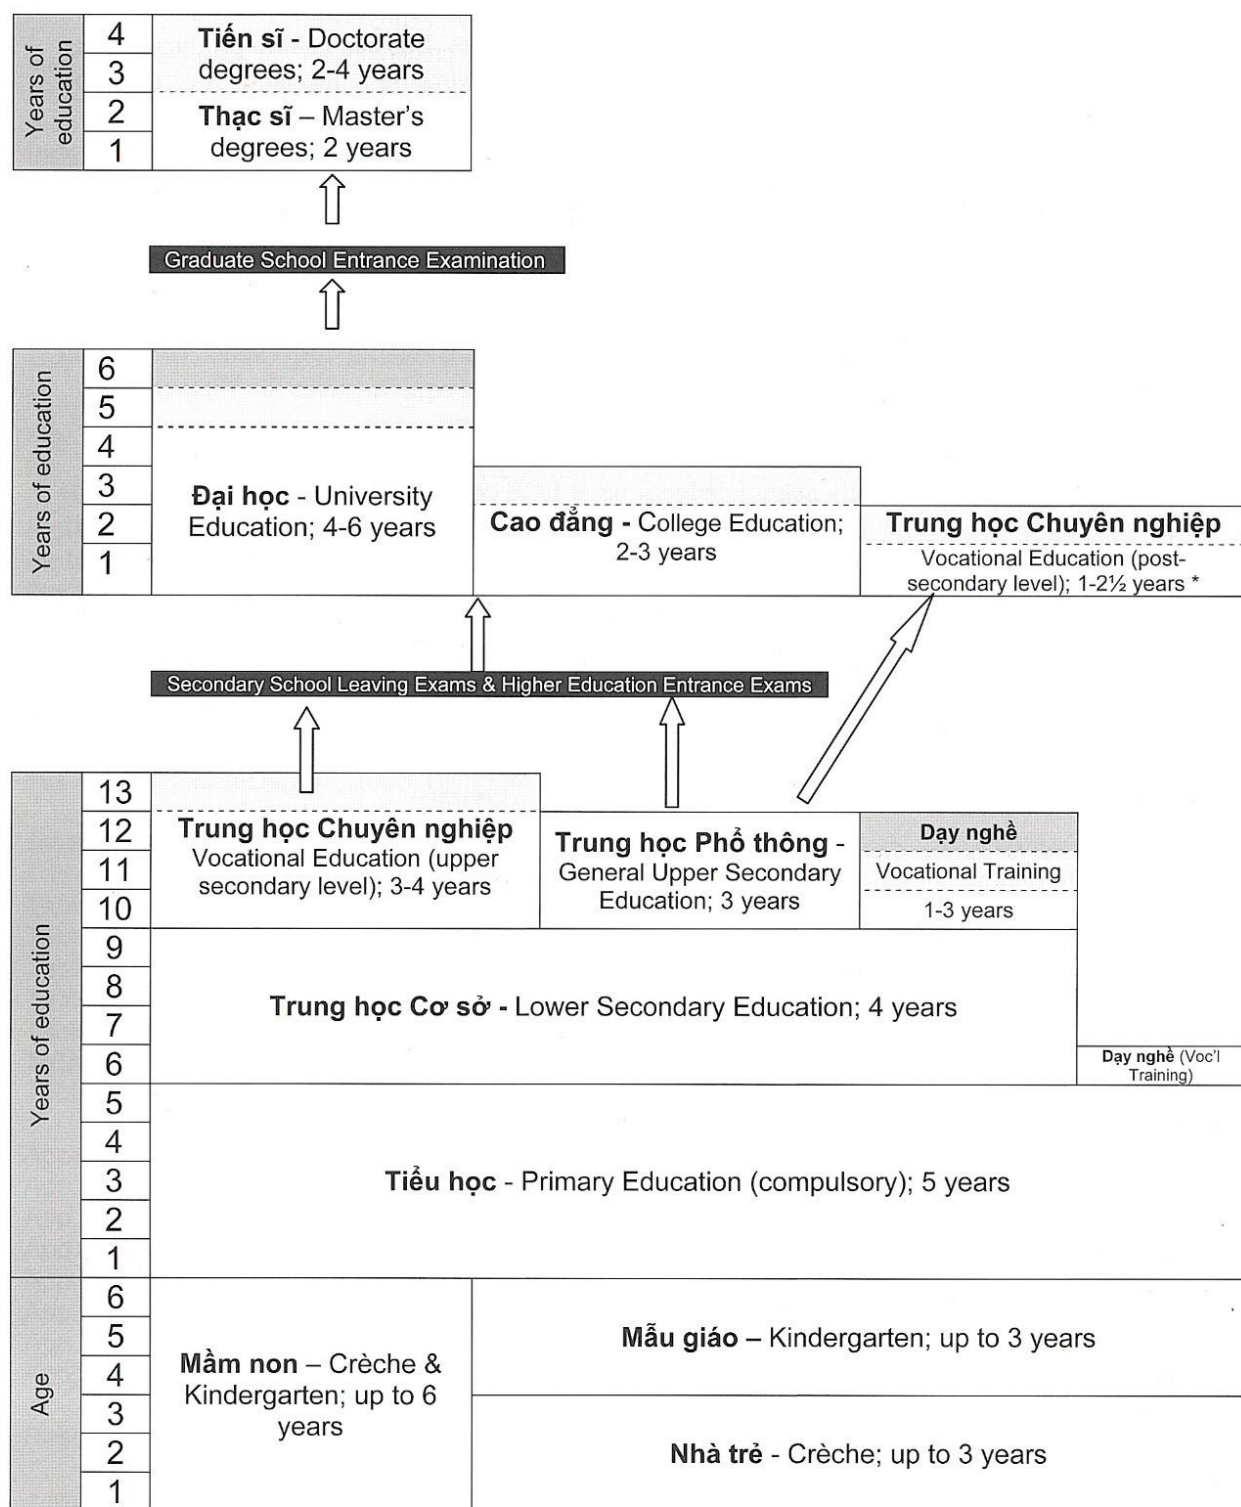 Years of
education
4
3
2
1
Tiến sĩ - Doctorate
degrees; 2-4 years
Thạc sĩ – Master's
degrees; 2 years
Graduate School Entrance Examination
Years of education
6
5
4
3
2
1
Đại học - University
Education; 4-6 years
Cao đẳng - College Education;
2-3 years
Trung học Chuyên nghiệp
Vocational Education (post-
secondary level); 1-2½ years *
Secondary School Leaving Exams & Higher Education Entrance Exams
Years of education
13
12
11
10
9
8
7
6
5
4
3
2
1
Trung học Chuyên nghiệp
Vocational Education (upper
secondary level); 3-4 years
Trung học Phổ thông -
General Upper Secondary
Education; 3 years
Dạy nghề
Vocational Training
1-3 years
Trung học Cơ sở - Lower Secondary Education; 4 years
Dạy nghề (Voc'l
Training)
Tiểu học - Primary Education (compulsory); 5 years
Age
6
5
4
3
2
1
Mầm non – Crèche &
Kindergarten; up to 6
years
Mẫu giáo – Kindergarten; up to 3 years
Nhà trẻ - Crèche; up to 3 years